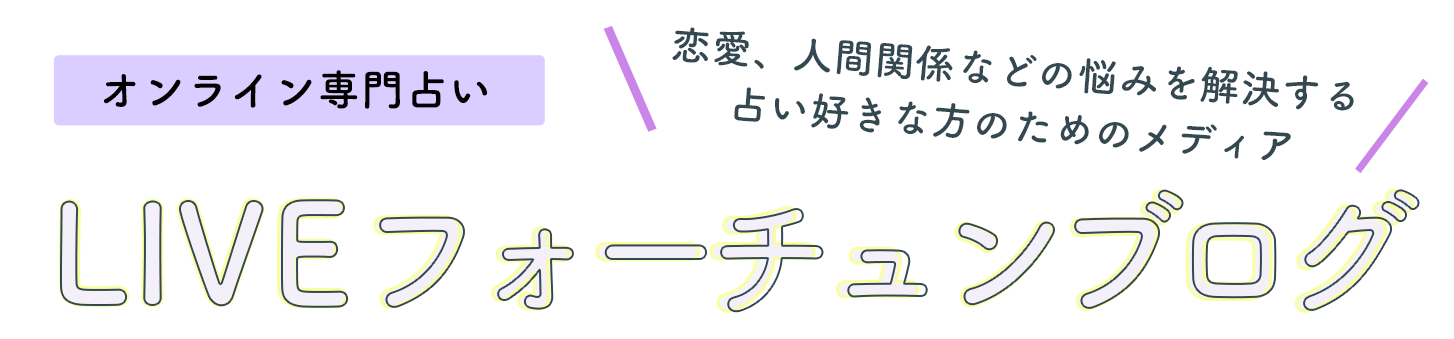 オンライン専門占い
恋愛、人間関係などの悩みを解決する
占い好きな方のためのメディア
LIVEフォーチュンブログ